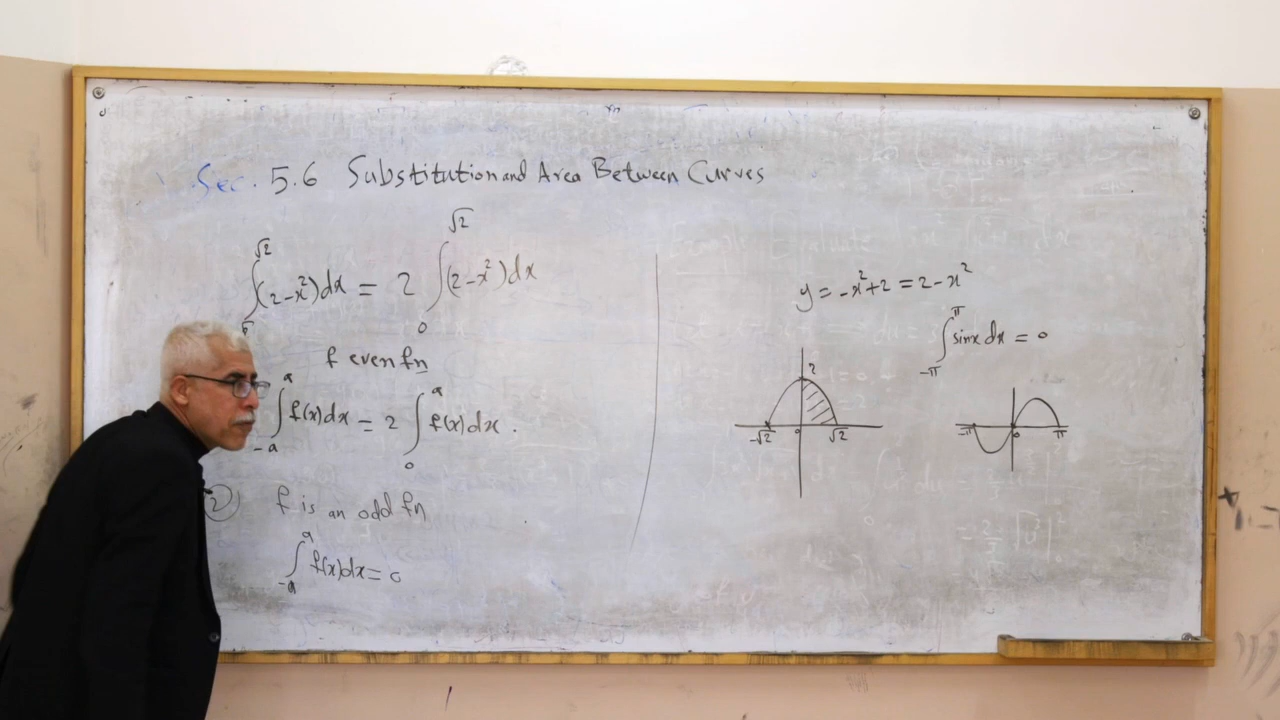 Sec. 5.6 Substitution and Area Between Curves
∫ √2 (2-x²)dx = 2 ∫₀^√2 (2-x²)dx
f even fn
∫₋ₐ^a f(x)dx = 2 ∫₀^a f(x)dx.
2 f is an odd fn
∫₋ₐ^a f(x)dx = 0
y = -x²+2 = 2-x²
∫₋π^π sinx dx = 0
2
-√2 0 √2
-π 0 π